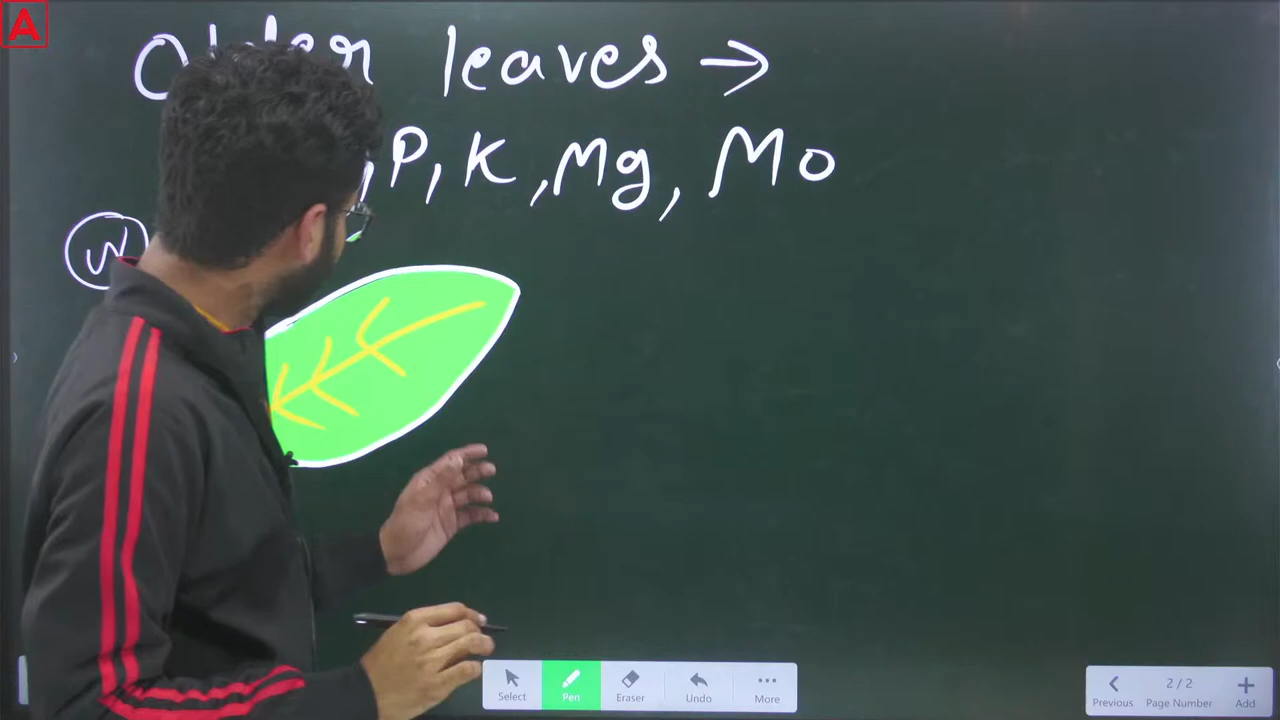 A
leaves →
, P, K, Mg, Mo
N
Select Pen Eraser Undo More
2 / 2
Previous Page Number Add